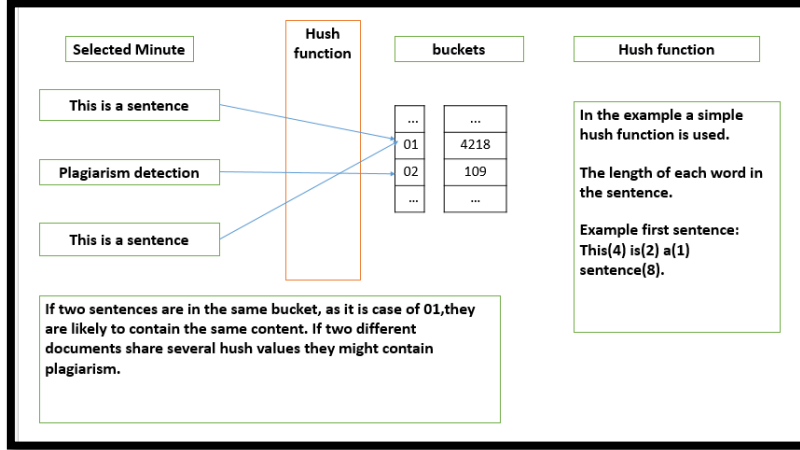 Selected Minute
Hush
function
buckets
Hush function
This is a sentence
Plagiarism detection
This is a sentence
...
01
02
...
...
4218
109
...
In the example a simple
hush function is used.
The length of each word in
the sentence.
Example first sentence:
This(4) is(2) a(1)
sentence(8).
If two sentences are in the same bucket, as it is case of 01,they
are likely to contain the same content. If two different
documents share several hush values they might contain
plagiarism.